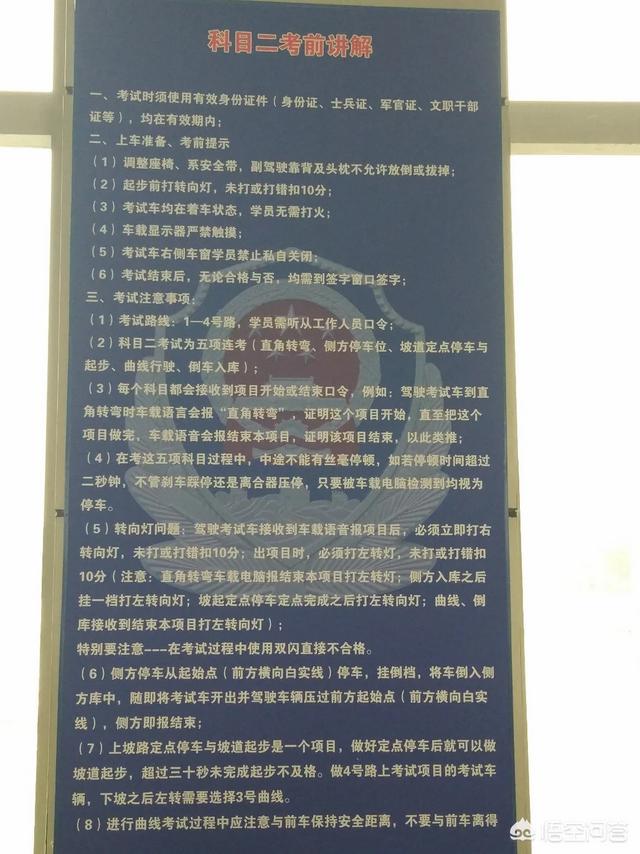 科目二考前讲解
一、考试时须使用有效身份证件（身份证、士兵证、军官证、文职干部
证等），均在有效期内；
二、上车准备、考前提示
（1）调整座椅、系安全带，副驾驶靠背及头枕不允许放倒或拔掉；
（2）起步前打转向灯，未打或打错扣10分；
（3）考试车均在着车状态，学员无需打火；
（4）车载显示器严禁触摸；
（5）考试车右侧车窗学员禁止私自关闭；
（6）考试结束后，无论合格与否，均需到签字窗口签字；
三、考试注意事项：
（1）考试路线：1—4号路，学员需听从工作人员口令；
（2）科目二考试为五项连考（直角转弯、侧方停车位、坡道定点停车与
起步、曲线行驶、倒车入库）；
（3）每个科目都会接收到项目开始或结束口令，例如：驾驶考试车到直
角转弯时车载语言会报“直角转弯”，证明这个项目开始，直至把这个
项目做完，车载语音会报结束本项目，证明该项目结束，以此类推；
（4）在考这五项科目过程中，中途不能有丝毫停顿，如若停顿时间超过
二秒钟，不管刹车踩停还是离合器压停，只要被车载电脑检测到均视为
停车。
（5）转向灯问题：驾驶考试车接收到车载语音报项目后，必须立即打右
转向灯，未打或打错扣10分；出项目时，必须打左转灯，未打或打错扣
10分（注意：直角转弯车载电脑报结束本项目打左转灯；侧方入库之后
挂一档打左转向灯；坡起定点停车定点完成之后打左转向灯；曲线、倒
库接收到结束本项目打左转向灯）；
特别要注意---在考试过程中使用双闪直接不合格。
（6）侧方停车从起始点（前方横向白实线）停车，挂倒档，将车倒入侧
方库中，随即将考试车开出并驾驶车辆压过前方起始点（前方横向白实
线），侧方即报结束；
（7）上坡路定点停车与坡道起步是一个项目，做好定点停车后就可以做
坡道起步，超过三十秒未完成起步不及格。做4号路上考试项目的考试车
辆，下坡之后左转需要选择3号曲线。
（8）进行曲线考试过程中应注意与前车保持安全距离，不要与前车离得
悟空问答